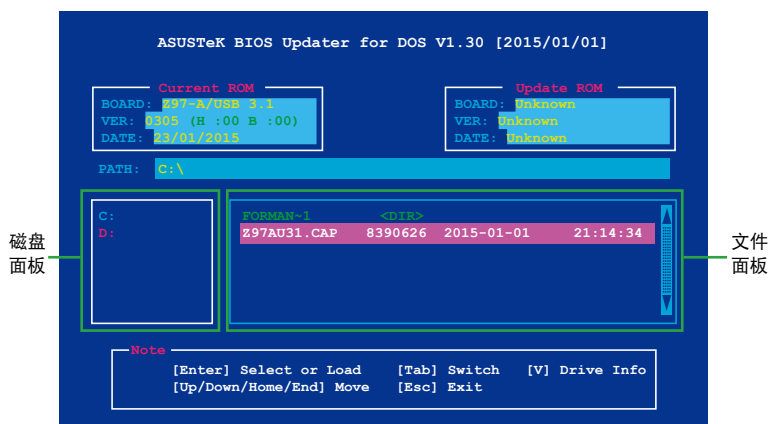 ASUSTeK BIOS Updater for DOS V1.30 [2015/01/01]
Current ROM
BOARD: Z97-A/USB 3.1
VER: 0305 (H :00 B :00)
DATE: 23/01/2015
Update ROM
BOARD: Unknown
VER: Unknown
DATE: Unknown
PATH: C:\
磁盘
面板
C:
D:
FORMAN~1 <DIR>
Z97AU31.CAP 8390626 2015-01-01 21:14:34
文件
面板
Note
[Enter] Select or Load [Tab] Switch [V] Drive Info
[Up/Down/Home/End] Move [Esc] Exit